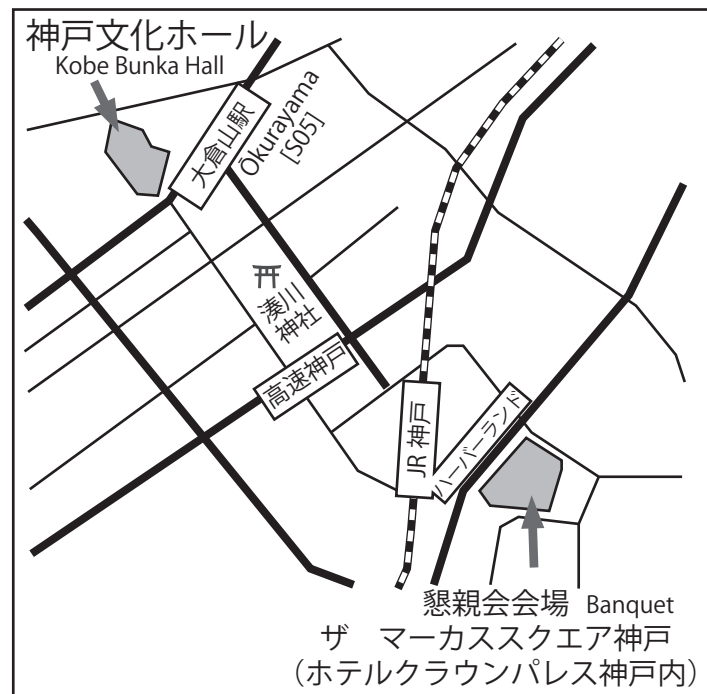 神戸文化ホール
Kobe Bunka Hall
大倉山駅
Ōkurayama
[S05]
湊川
神社
高速神戸
JR 神戸
ハーバーランド
懇親会会場 Banquet
ザ マーカススクエア神戸
（ホテルクラウンパレス神戸内）